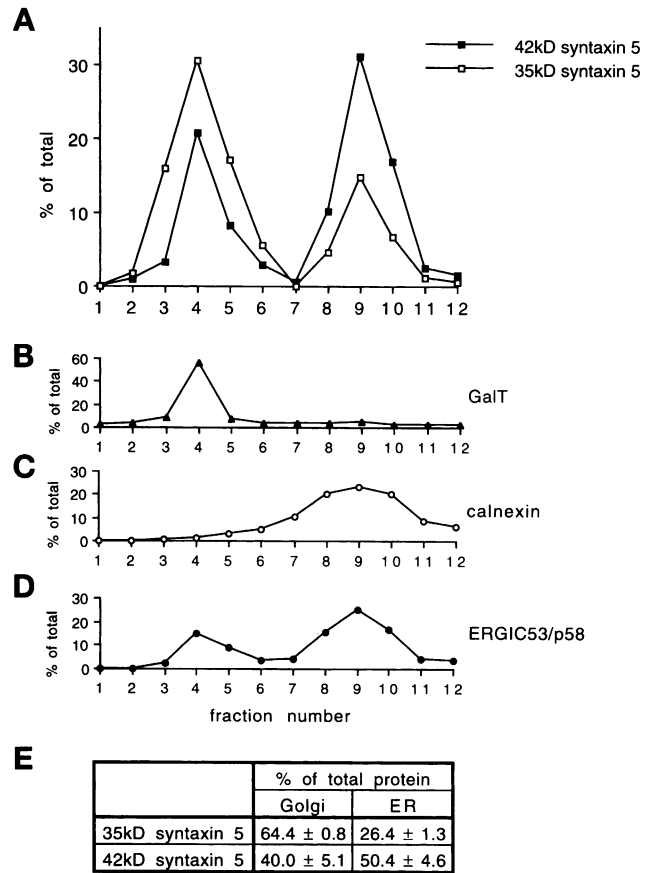 A
42kD syntaxin 5
35kD syntaxin 5
% of total
30
20
10
0
1 2 3 4 5 6 7 8 9 10 11 12
B
% of total
60
40
20
0
GalT
1 2 3 4 5 6 7 8 9 10 11 12
C
% of total
30
20
10
0
calnexin
1 2 3 4 5 6 7 8 9 10 11 12
D
% of total
30
20
10
0
ERGIC53/p58
1 2 3 4 5 6 7 8 9 10 11 12
fraction number
E
% of total protein
Golgi ER
35kD syntaxin 5 64.4 ± 0.8 26.4 ± 1.3
42kD syntaxin 5 40.0 ± 5.1 50.4 ± 4.6